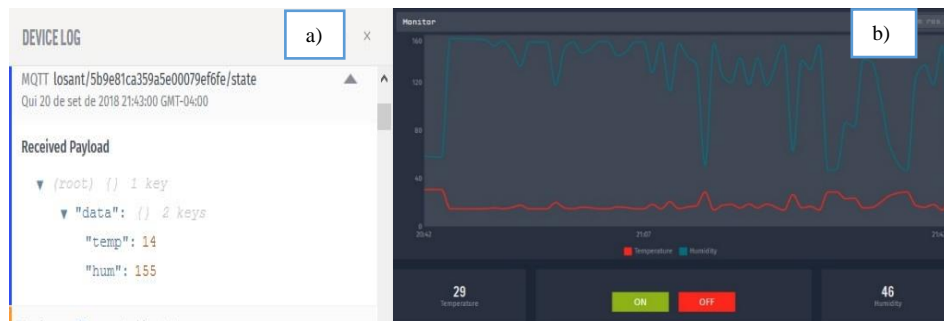 DEVICE LOG
a)
×
MQTT losant/5b9e81ca359a5e00079ef6fe/state
Qui 20 de set de 2018 21:43:00 GMT-04:00
Received Payload
▼ (root) {} 1 key
▼ "data": {} 2 keys
"temp": 14
"hum": 155
Monitor
b)
160
120
80
40
0
20:42
21:07
Temperature
Humidity
29
Temperature
ON
OFF
46
Humidity